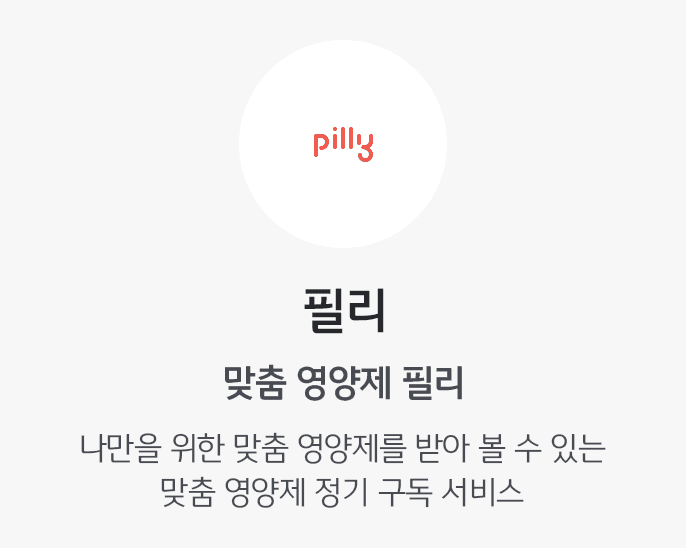 pilly
필리
맞춤 영양제 필리
나만을 위한 맞춤 영양제를 받아 볼 수 있는
맞춤 영양제 정기 구독 서비스